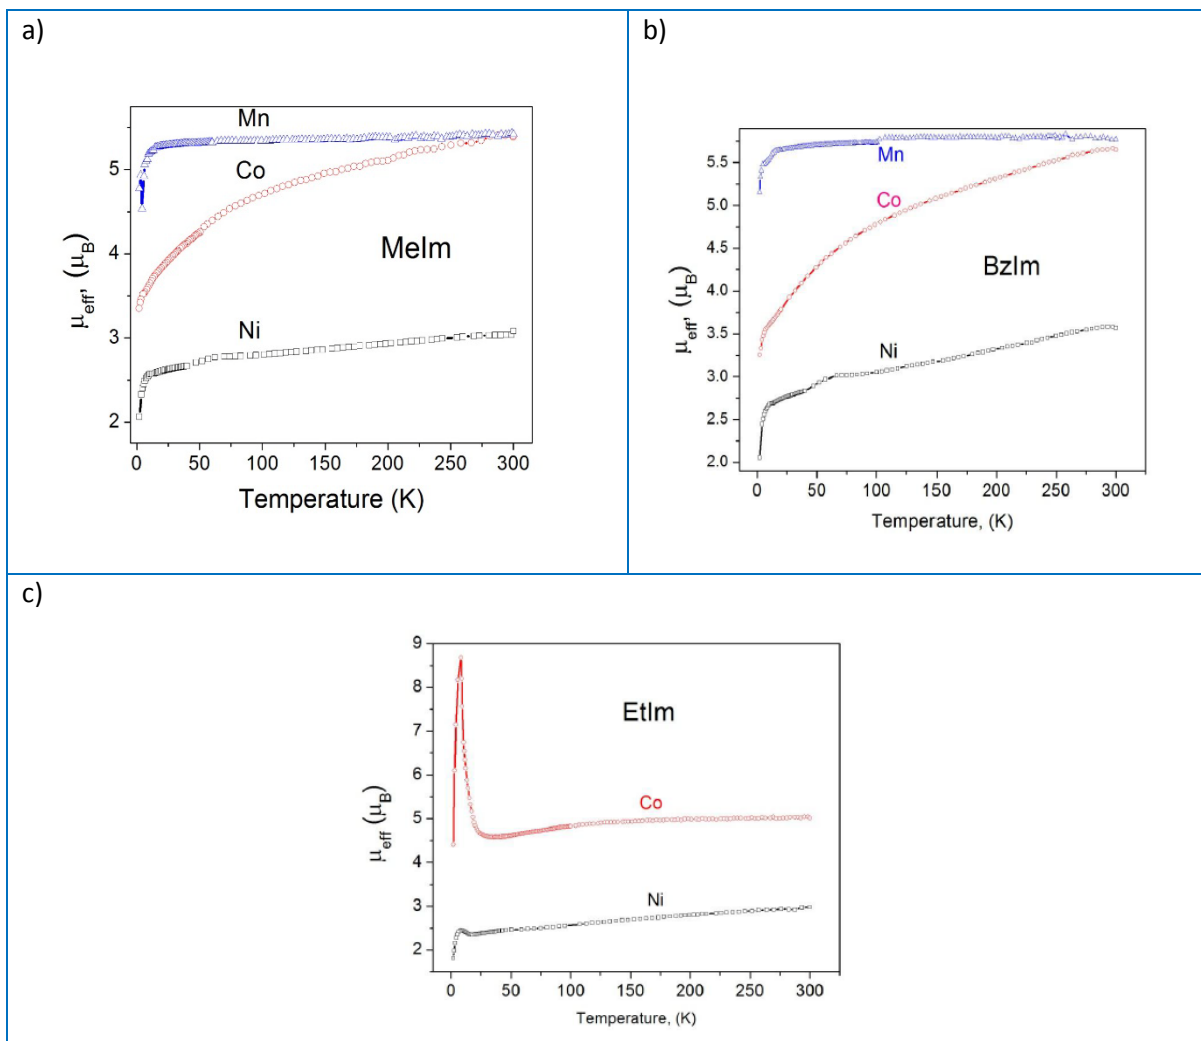 a)
Mn
Co
Ni
MeIm
5
4
3
2
μeff, (μB)
0 50 100 150 200 250 300
Temperature (K)
b)
Mn
Co
Ni
BzIm
5.5
5.0
4.5
4.0
3.5
3.0
2.5
2.0
μeff, (μB)
0 50 100 150 200 250 300
Temperature, (K)
c)
EtIm
Co
Ni
9
8
7
6
5
4
3
2
μeff (μB)
0 50 100 150 200 250 300
Temperature, (K)